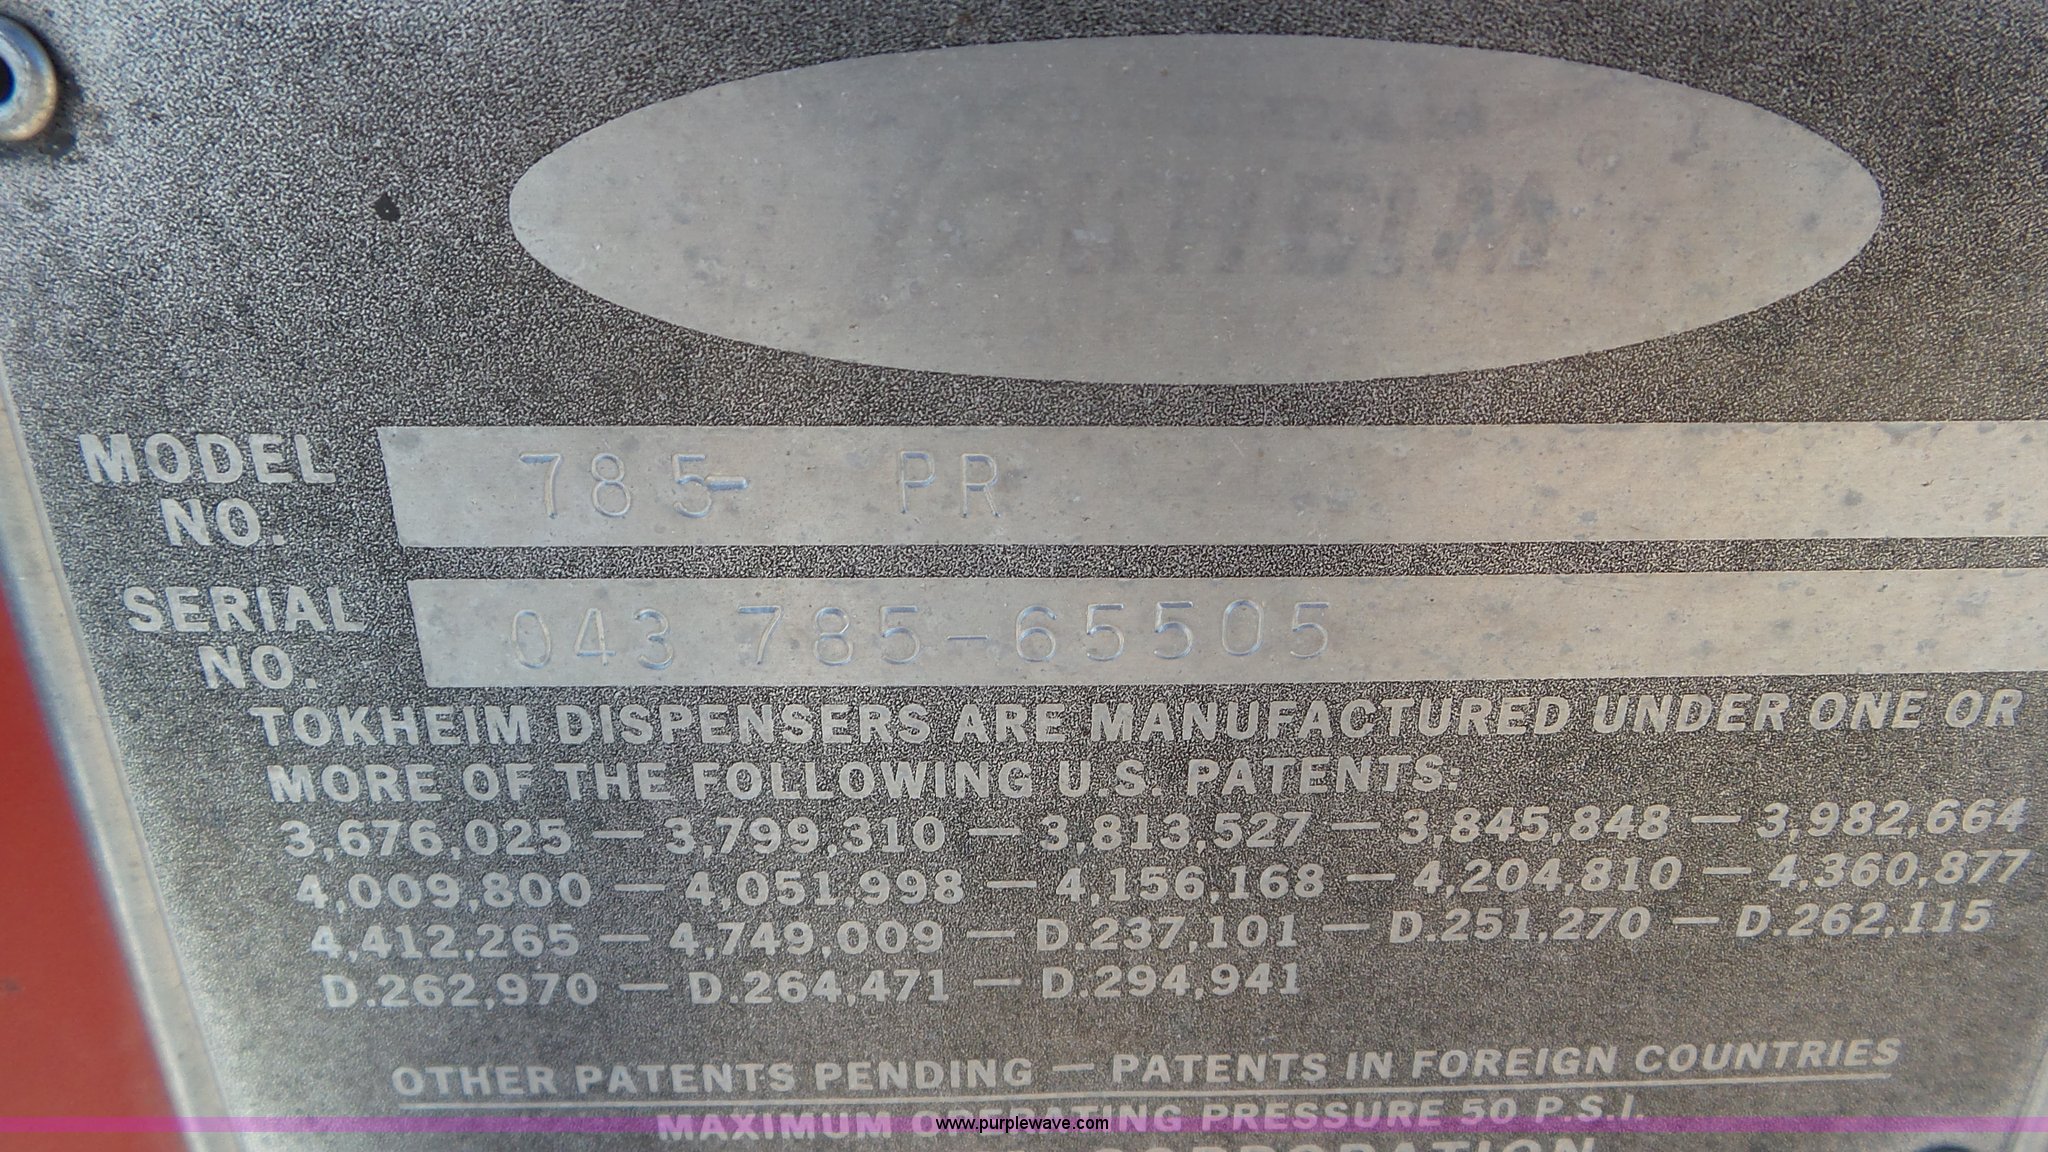 TOKHEIM
MODEL NO. 785- PR
SERIAL NO. 043 785-65505
TOKHEIM DISPENSERS ARE MANUFACTURED UNDER ONE OR
MORE OF THE FOLLOWING U.S. PATENTS:
3,676,025 — 3,799,310 — 3,813,527 — 3,845,848 — 3,982,664
4,009,800 — 4,051,998 — 4,156,168 — 4,204,810 — 4,360,877
4,412,265 — 4,749,009 — D.237,101 — D.251,270 — D.262,115
D.262,970 — D.264,471 — D.294,941
OTHER PATENTS PENDING — PATENTS IN FOREIGN COUNTRIES
MAXIMUM OPERATING PRESSURE 50 P.S.I.
www.purplewave.com
CORPORATION